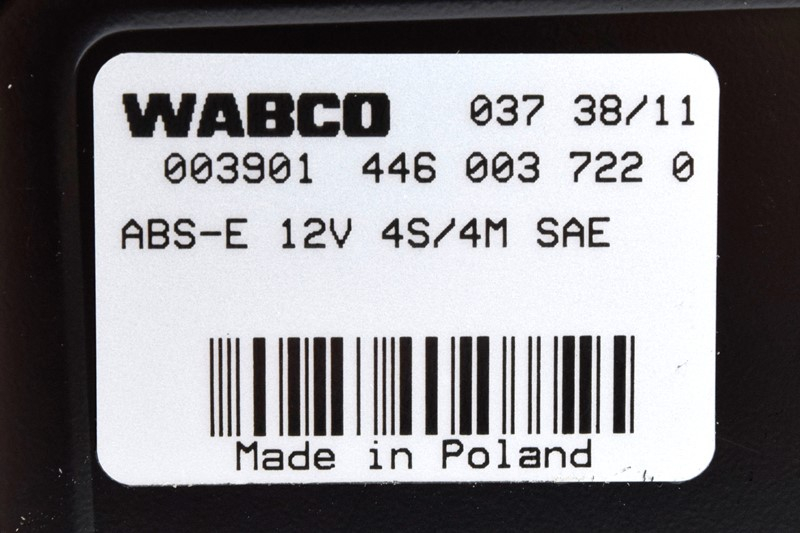 WABCO 037 38/11
003901 446 003 722 0
ABS-E 12V 4S/4M SAE
Made in Poland